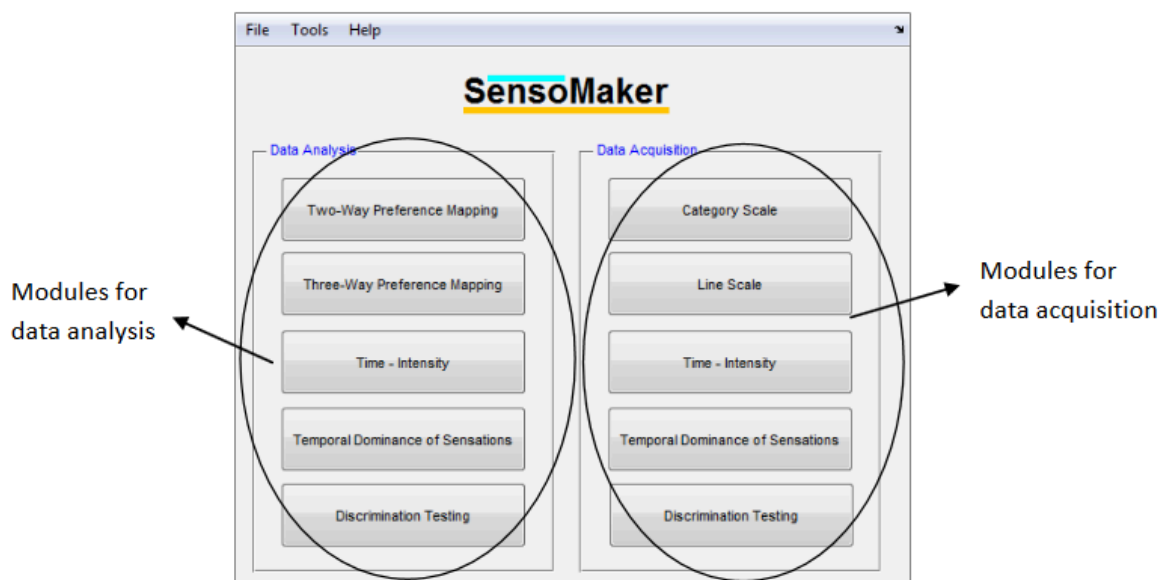 File Tools Help
SensoMaker
Data Analysis
Two-Way Preference Mapping
Three-Way Preference Mapping
Time - Intensity
Temporal Dominance of Sensations
Discrimination Testing
Data Acquisition
Category Scale
Line Scale
Time - Intensity
Temporal Dominance of Sensations
Discrimination Testing
Modules for
data analysis
Modules for
data acquisition